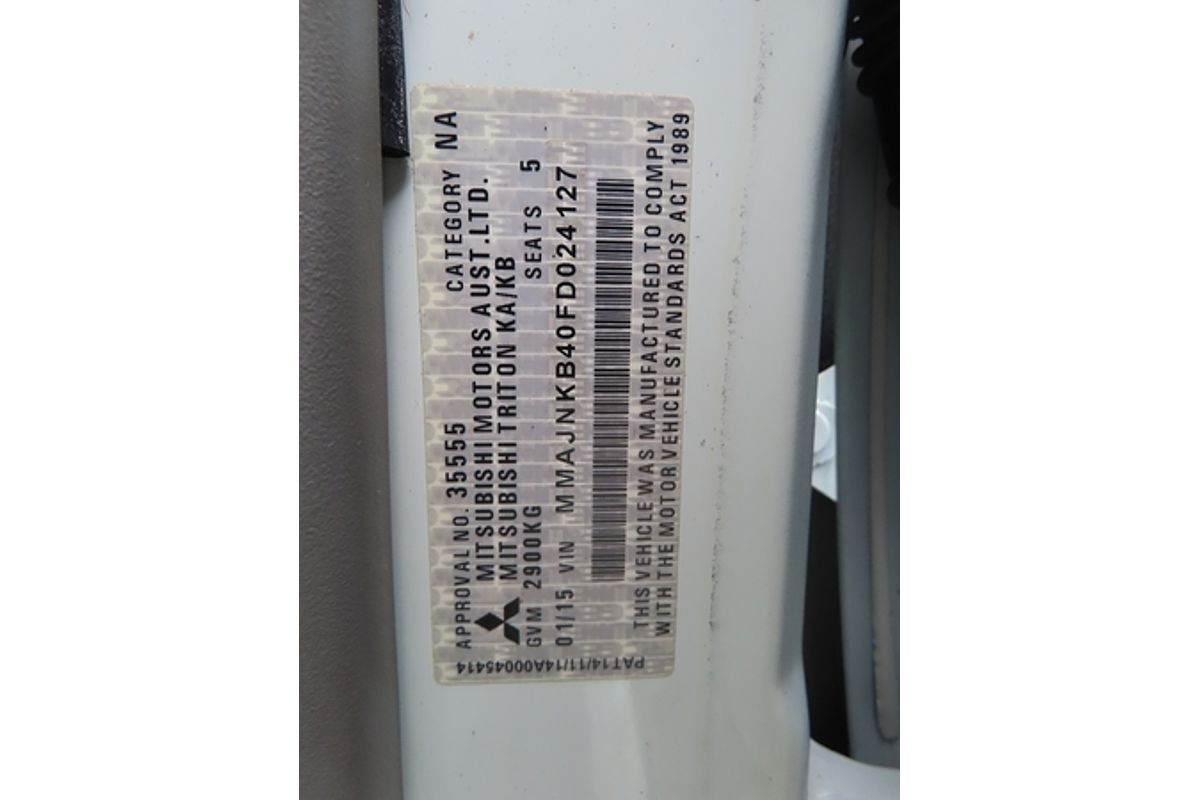 APPROVAL NO. 35555 CATEGORY NA
MITSUBISHI MOTORS AUST.LTD.
MITSUBISHI TRITON KA/KB
GVM 2900KG SEATS 5
01/15 VIN MMAJNKB40FD024127
THIS VEHICLE WAS MANUFACTURED TO COMPLY
WITH THE MOTOR VEHICLE STANDARDS ACT 1989
PAT14/11/14A00045414